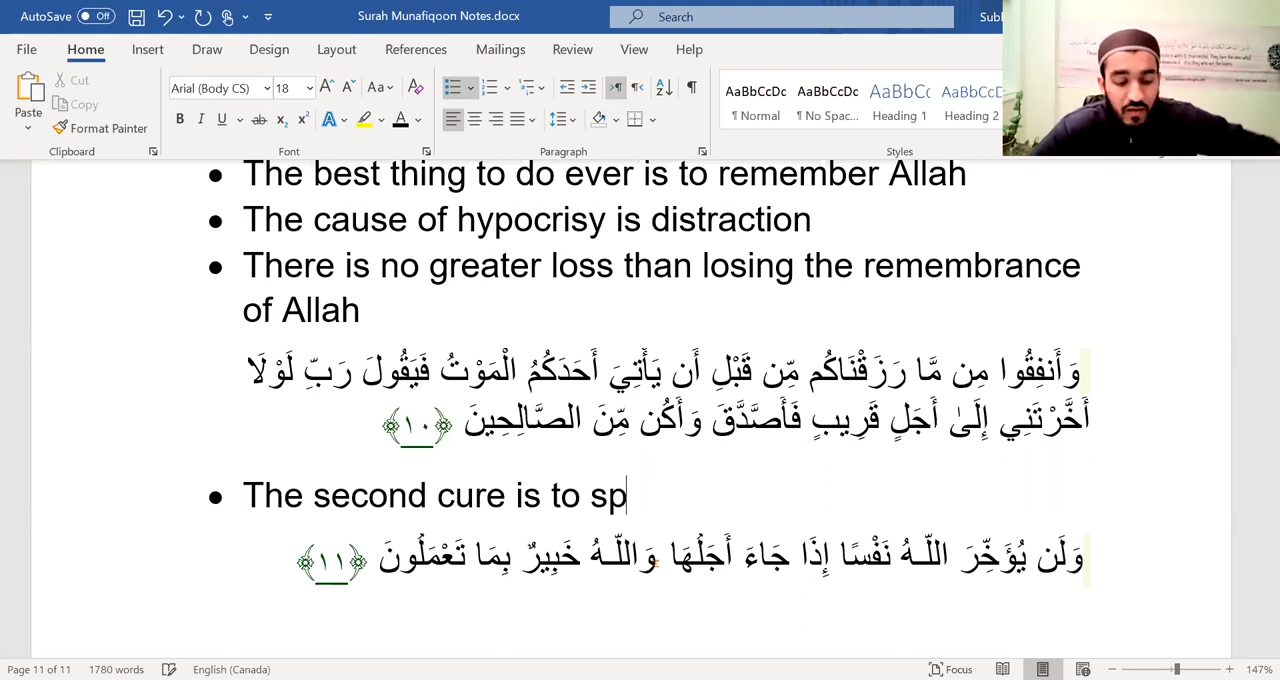 AutoSave Off Surah Munafiqoon Notes.docx Search
File Home Insert Draw Design Layout References Mailings Review View Help
Paste Cut Copy Format Painter
Arial (Body CS) 18
AaBbCcDc AaBbCcDc AaBbCc AaBbCcD
¶ Normal ¶ No Spac... Heading 1 Heading 2
Clipboard Font Paragraph Styles
The best thing to do ever is to remember Allah
The cause of hypocrisy is distraction
There is no greater loss than losing the remembrance
of Allah
وَأَنفِقُوا مِن مَّا رَزَقْنَاكُم مِّن قَبْلِ أَن يَأْتِيَ أَحَدَكُمُ الْمَوْتُ فَيَقُولَ رَبِّ لَوْلَا
أَخَّرْتَنِي إِلَىٰ أَجَلٍ قَرِيبٍ فَأَصَّدَّقَ وَأَكُن مِّنَ الصَّالِحِينَ ﴿١٠﴾
The second cure is to sp
وَلَن يُؤَخِّرَ اللَّـهُ نَفْسًا إِذَا جَاءَ أَجَلُهَا وَاللَّـهُ خَبِيرٌ بِمَا تَعْمَلُونَ ﴿١١﴾
Page 11 of 11 1780 words English (Canada) Focus 147%